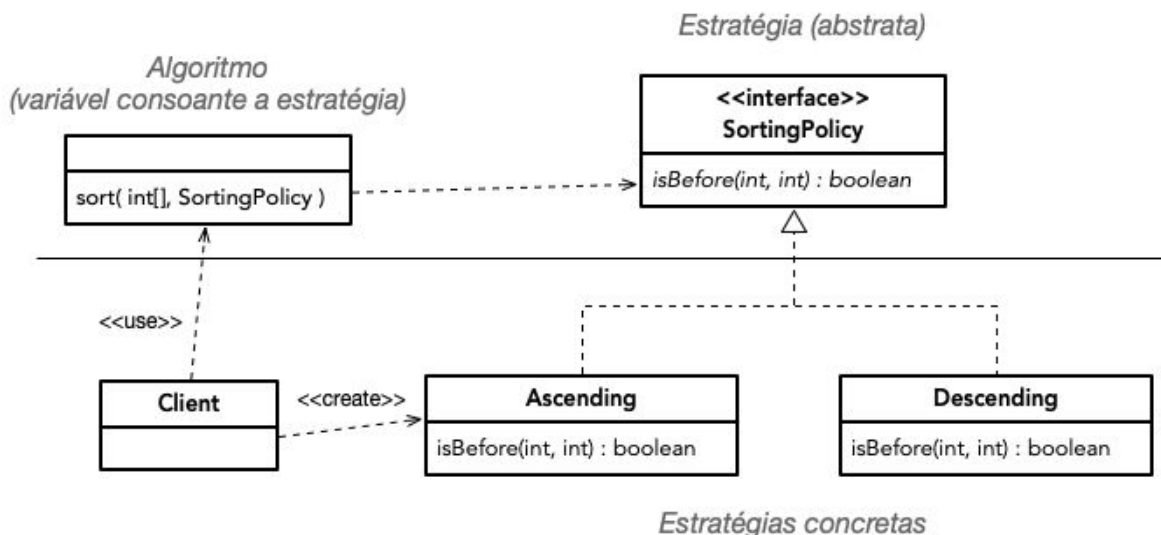 Estratégia (abstrata)
Algoritmo
(variável consoante a estratégia)
<<interface>>
SortingPolicy
isBefore(int, int) : boolean
sort( int[], SortingPolicy )
<<use>>
Client
<<create>>
Ascending
isBefore(int, int) : boolean
Descending
isBefore(int, int) : boolean
Estratégias concretas